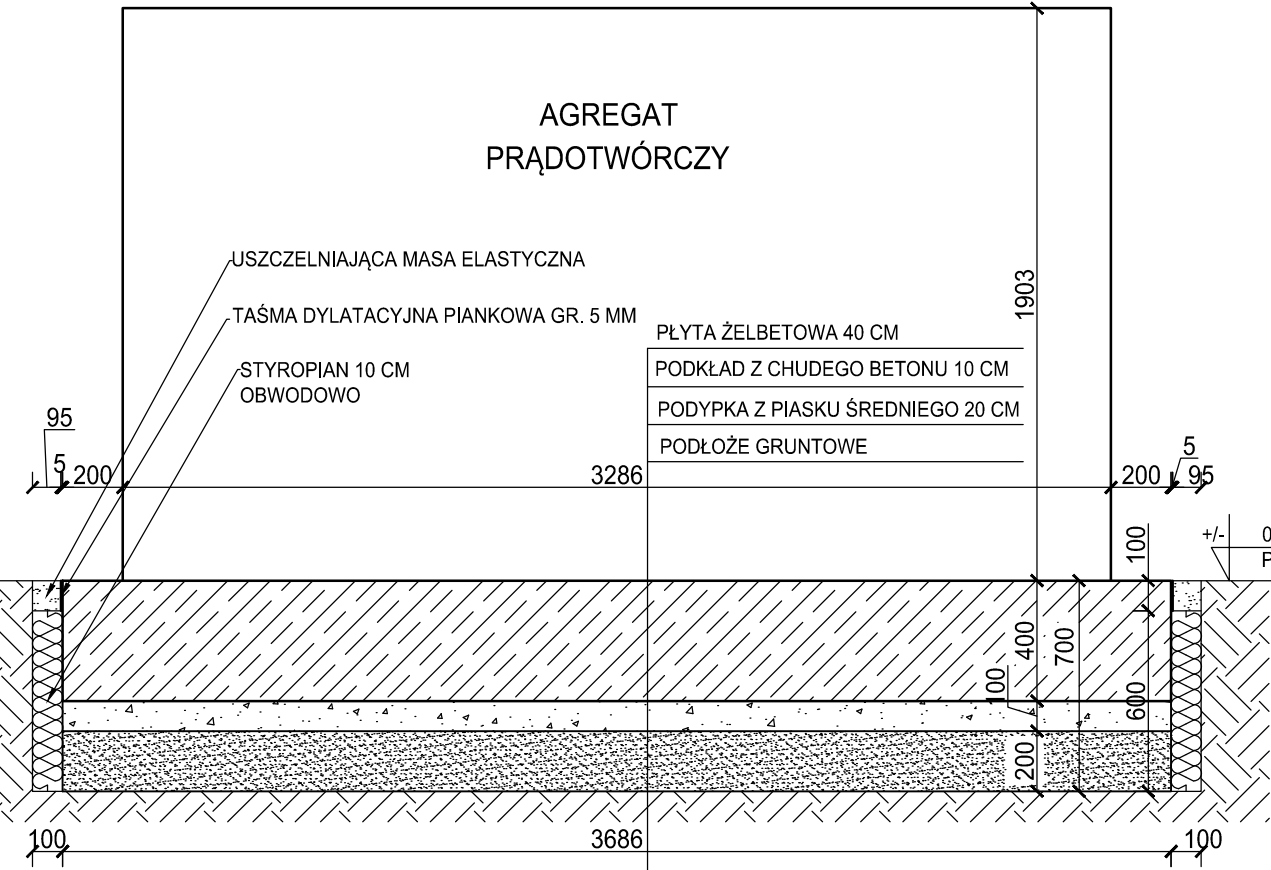 AGREGAT
PRĄDOTWÓRCZY
USZCZELNIAJĄCA MASA ELASTYCZNA
TAŚMA DYLATACYJNA PIANKOWA GR. 5 MM
STYROPIAN 10 CM
OBWODOWO
PŁYTA ŻELBETOWA 40 CM
PODKŁAD Z CHUDEGO BETONU 10 CM
PODYPKA Z PIASKU ŚREDNIEGO 20 CM
PODŁOŻE GRUNTOWE
1903
95
5
200
3286
200
5
95
100
+/- 0
P
400
700
100
600
200
100
3686
100